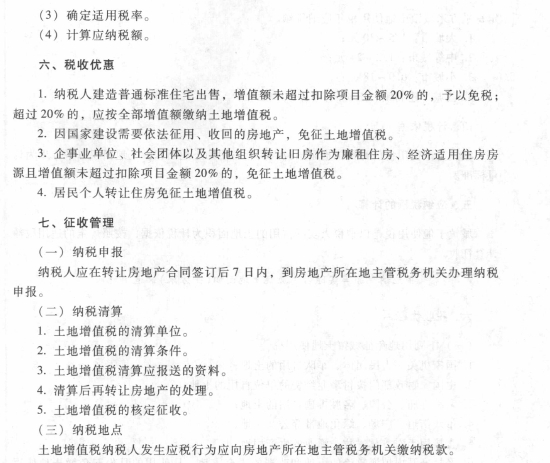 （3）确定适用税率。
（4）计算应纳税额。
六、税收优惠
1. 纳税人建造普通标准住宅出售，增值额未超过扣除项目金额 20% 的，予以免税；
超过 20% 的，应按全部增值额缴纳土地增值税。
2. 因国家建设需要依法征用、收回的房地产，免征土地增值税。
3. 企事业单位、社会团体以及其他组织转让旧房作为廉租住房、经济适用住房房
源且增值额未超过扣除项目金额 20% 的，免征土地增值税。
4. 居民个人转让住房免征土地增值税。
七、征收管理
（一）纳税申报
纳税人应在转让房地产合同签订后 7 日内，到房地产所在地主管税务机关办理纳税
申报。
（二）纳税清算
1. 土地增值税的清算单位。
2. 土地增值税的清算条件。
3. 土地增值税清算应报送的资料。
4. 清算后再转让房地产的处理。
5. 土地增值税的核定征收。
（三）纳税地点
土地增值税纳税人发生应税行为应向房地产所在地主管税务机关缴纳税款。